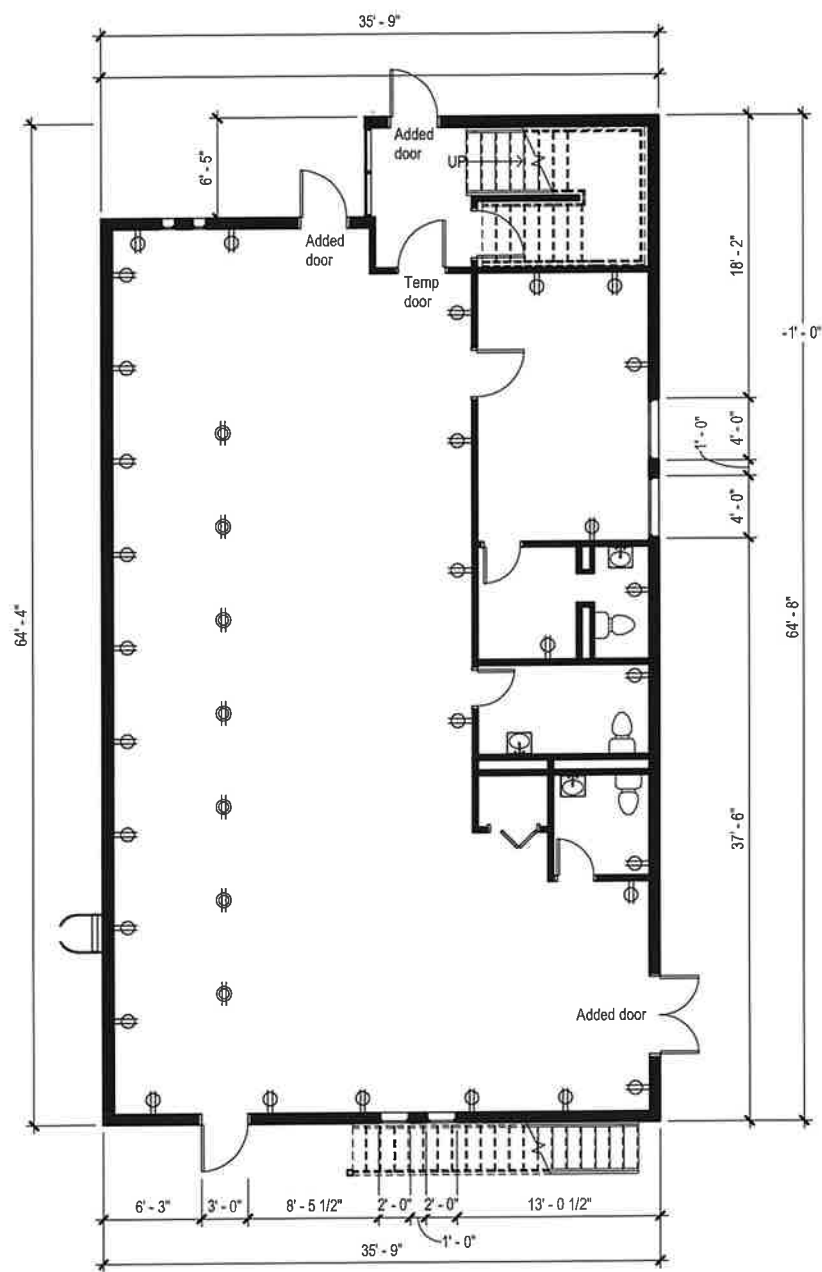 35' - 9"
Added
door
UP
6' - 5"
Added
door
Temp
door
18' - 2"
-1' - 0"
4' - 0"
1' - 0"
4' - 0"
64' - 4"
64' - 8"
37' - 6"
Added door
6' - 3"
3' - 0"
8' - 5 1/2"
2' - 0"
2' - 0"
13' - 0 1/2"
1' - 0"
35' - 9"